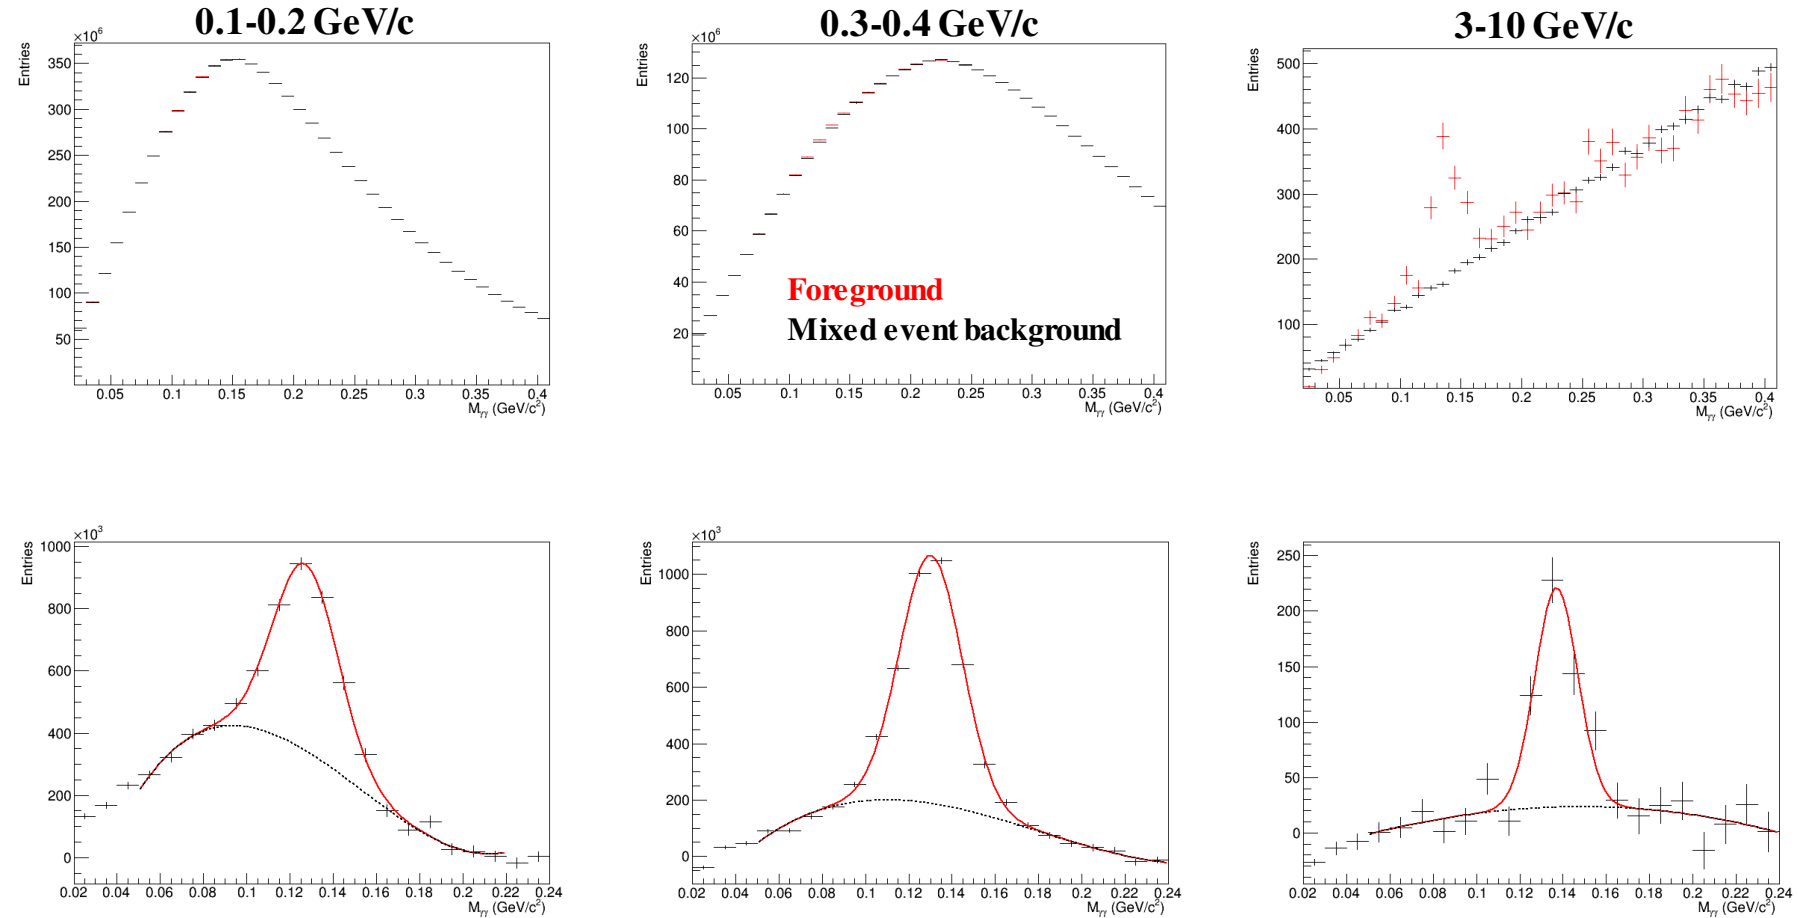 0.1-0.2 GeV/c
0.3-0.4 GeV/c
3-10 GeV/c
×10⁶
Entries
350
300
250
200
150
100
50
0.05 0.1 0.15 0.2 0.25 0.3 0.35 0.4
Mγγ (GeV/c²)
×10⁶
Entries
120
100
80
60
40
20
0.05 0.1 0.15 0.2 0.25 0.3 0.35 0.4
Mγγ (GeV/c²)
Foreground
Mixed event background
Entries
500
400
300
200
100
0.05 0.1 0.15 0.2 0.25 0.3 0.35 0.4
Mγγ (GeV/c²)
×10³
Entries
1000
800
600
400
200
0
0.02 0.04 0.06 0.08 0.1 0.12 0.14 0.16 0.18 0.2 0.22 0.24
Mγγ (GeV/c²)
×10³
Entries
1000
800
600
400
200
0
0.02 0.04 0.06 0.08 0.1 0.12 0.14 0.16 0.18 0.2 0.22 0.24
Mγγ (GeV/c²)
Entries
250
200
150
100
50
0
0.02 0.04 0.06 0.08 0.1 0.12 0.14 0.16 0.18 0.2 0.22 0.24
Mγγ (GeV/c²)